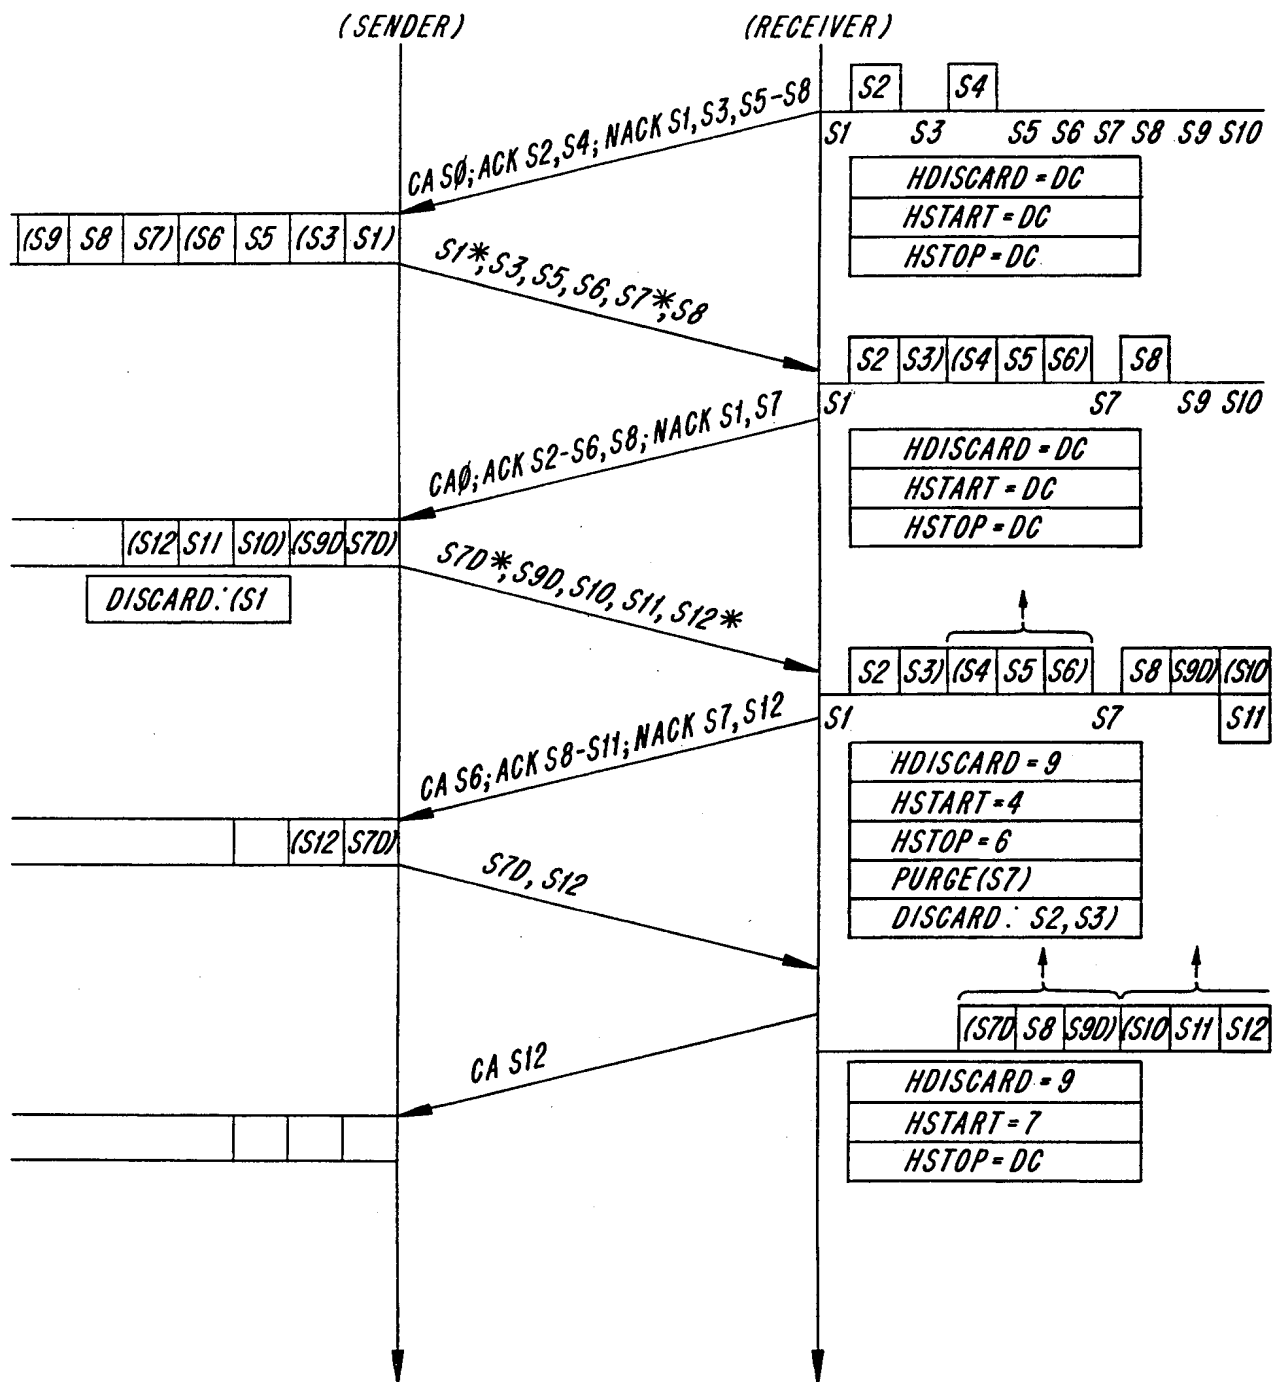 (SENDER) (RECEIVER)
S2 S4
CA SØ; ACK S2, S4; NACK S1, S3, S5-S8
S1 S3 S5 S6 S7 S8 S9 S10
HDISCARD = DC
HSTART = DC
HSTOP = DC
(S9 S8 S7) (S6 S5 (S3 S1)
S1*, S3, S5, S6, S7*, S8
S2 S3) (S4 S5 S6) S8
S1 S7 S9 S10
CAØ; ACK S2-S6, S8; NACK S1, S7
HDISCARD = DC
HSTART = DC
HSTOP = DC
(S12 S11 S10) (S9D S7D)
DISCARD: (S1
S7D*, S9D, S10, S11, S12*
S2 S3) (S4 S5 S6) S8 S9D) (S10
S1 S7 S11
CA S6; ACK S8-S11; NACK S7, S12
HDISCARD = 9
HSTART = 4
HSTOP = 6
PURGE(S7)
DISCARD: S2, S3)
(S12 S7D)
S7D, S12
(S7D S8 S9D) (S10 S11 S12
CA S12
HDISCARD = 9
HSTART = 7
HSTOP = DC